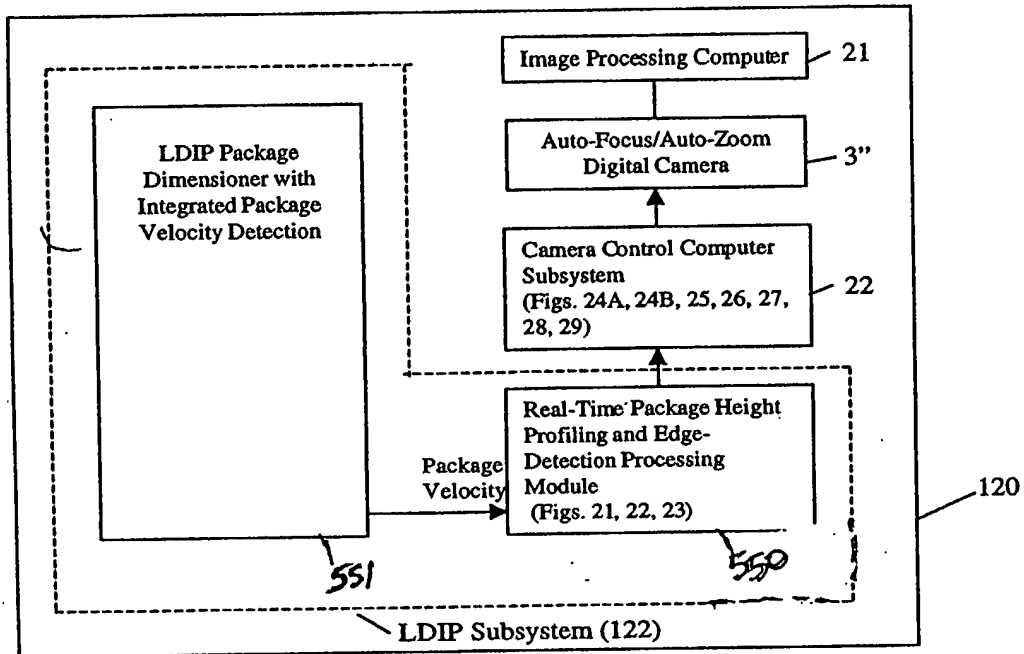 Image Processing Computer
21
Auto-Focus/Auto-Zoom
Digital Camera
3”
LDIP Package
Dimensioner with
Integrated Package
Velocity Detection
Camera Control Computer
Subsystem
(Figs. 24A, 24B, 25, 26, 27,
28, 29)
22
Real-Time Package Height
Profiling and Edge-
Detection Processing
Module
(Figs. 21, 22, 23)
Package
Velocity
120
551
550
LDIP Subsystem (122)